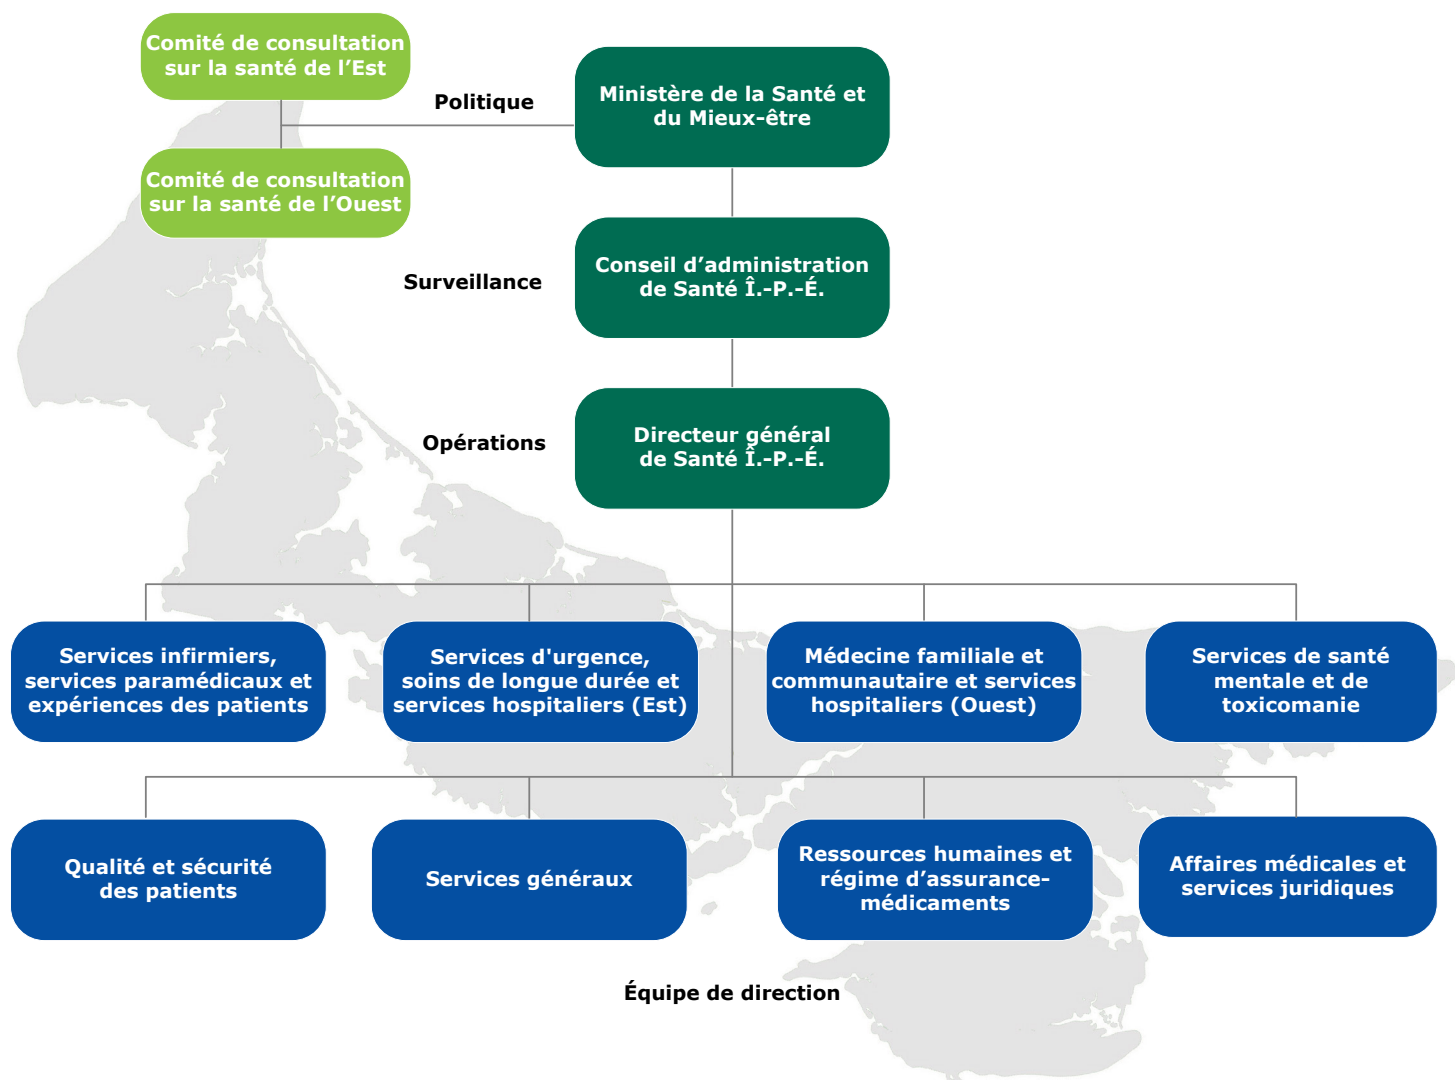 Comité de consultation
sur la santé de l’Est
Politique
Ministère de la Santé et
du Mieux-être
Comité de consultation
sur la santé de l’Ouest
Surveillance
Conseil d’administration
de Santé Î.-P.-É.
Opérations
Directeur général
de Santé Î.-P.-É.
Services infirmiers,
services paramédicaux et
expériences des patients
Services d'urgence,
soins de longue durée et
services hospitaliers (Est)
Médecine familiale et
communautaire et services
hospitaliers (Ouest)
Services de santé
mentale et de
toxicomanie
Qualité et sécurité
des patients
Services généraux
Ressources humaines et
régime d’assurance-
médicaments
Affaires médicales et
services juridiques
Équipe de direction